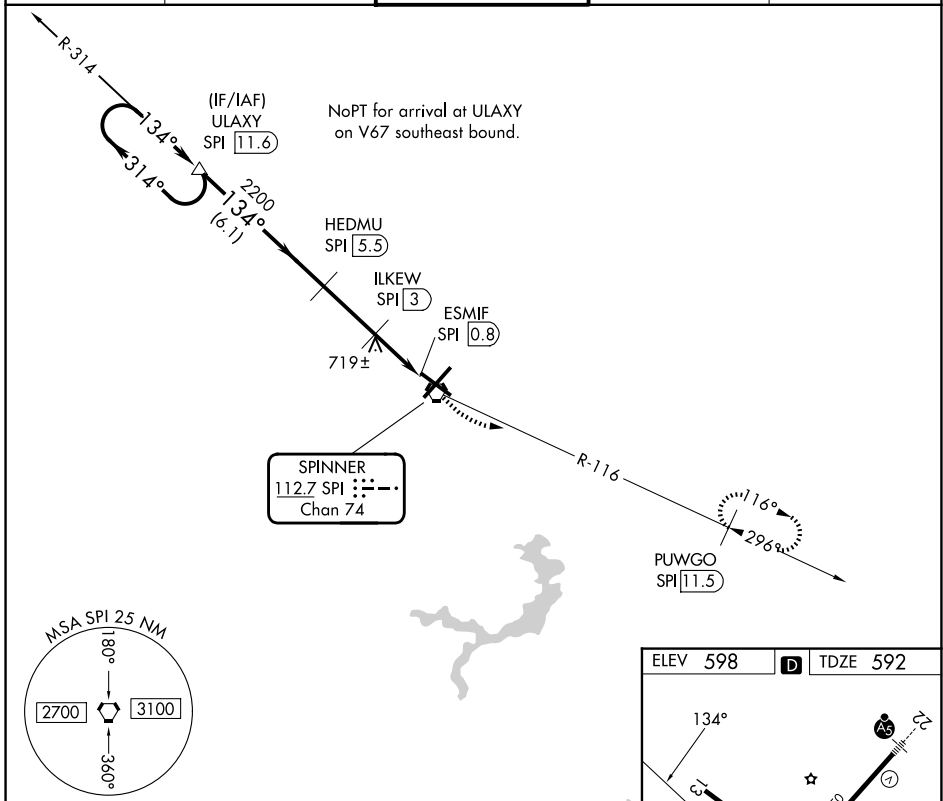 R-314
(IF/IAF)
ULAXY
SPI 11.6
NoPT for arrival at ULAXY
on V67 southeast bound.
134°
314°
2200
134°
(6.1)
HEDMU
SPI 5.5
ILKEW
SPI 3
ESMIF
SPI 0.8
719±
SPINNER
112.7 SPI
Chan 74
R-116
116°
296°
PUWGO
SPI 11.5
MSA SPI 25 NM
180°
2700
3100
360°
ELEV 598 D TDZE 592
134°
A5
22
13